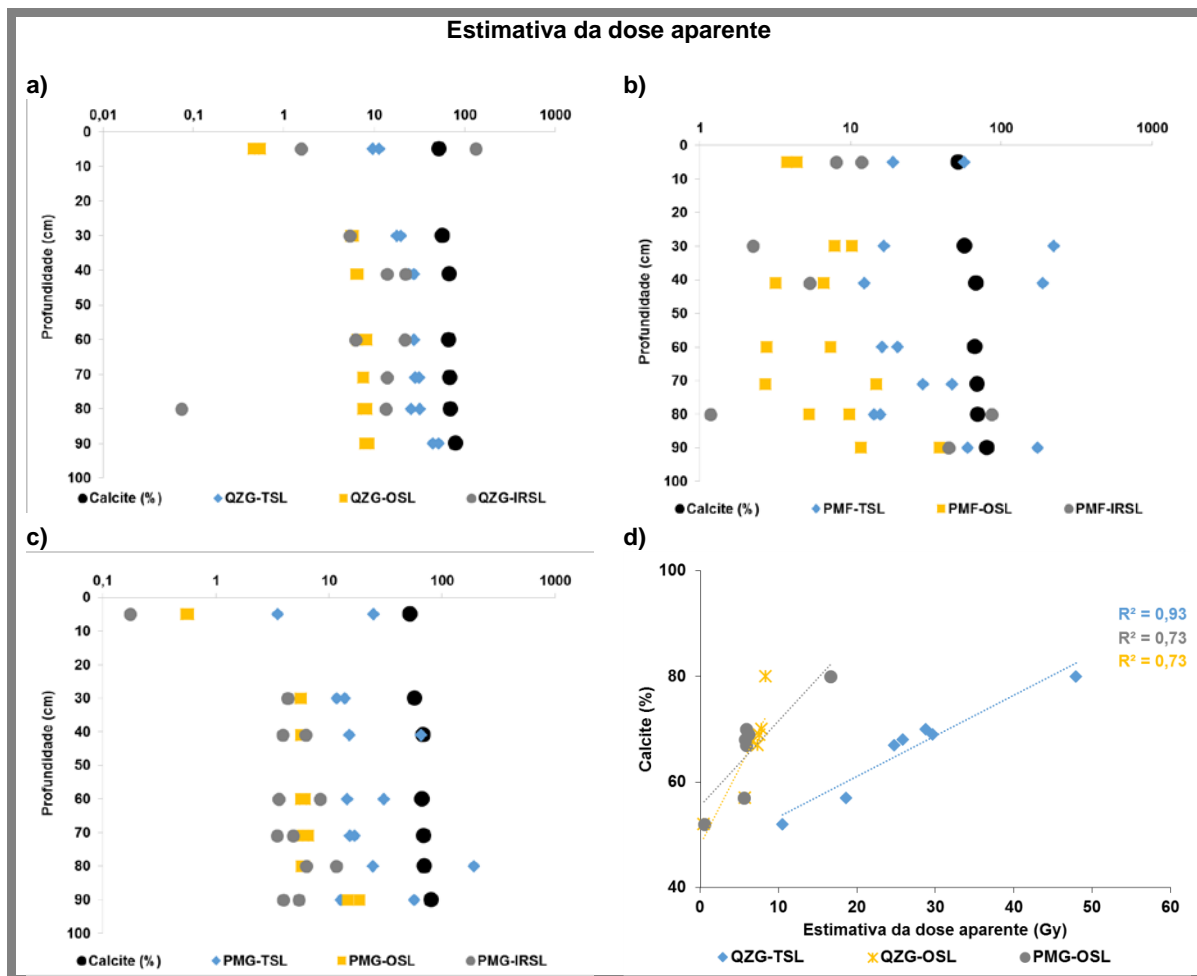 Estimativa da dose aparente
a)
0,01 0,1 1 10 100 1000
Profundidade (cm)
0
10
20
30
40
50
60
70
80
90
100
Calcite (%) QZG-TSL QZG-OSL QZG-IRSL
b)
1 10 100 1000
Profundidade (cm)
0
10
20
30
40
50
60
70
80
90
100
Calcite (%) PMF-TSL PMF-OSL PMF-IRSL
c)
0,1 1 10 100 1000
Profundidade (cm)
0
10
20
30
40
50
60
70
80
90
100
Calcite (%) PMG-TSL PMG-OSL PMG-IRSL
d)
Calcite (%)
100
80
60
40
R² = 0,93
R² = 0,73
R² = 0,73
0 10 20 30 40 50 60
Estimativa da dose aparente (Gy)
QZG-TSL QZG-OSL PMG-OSL